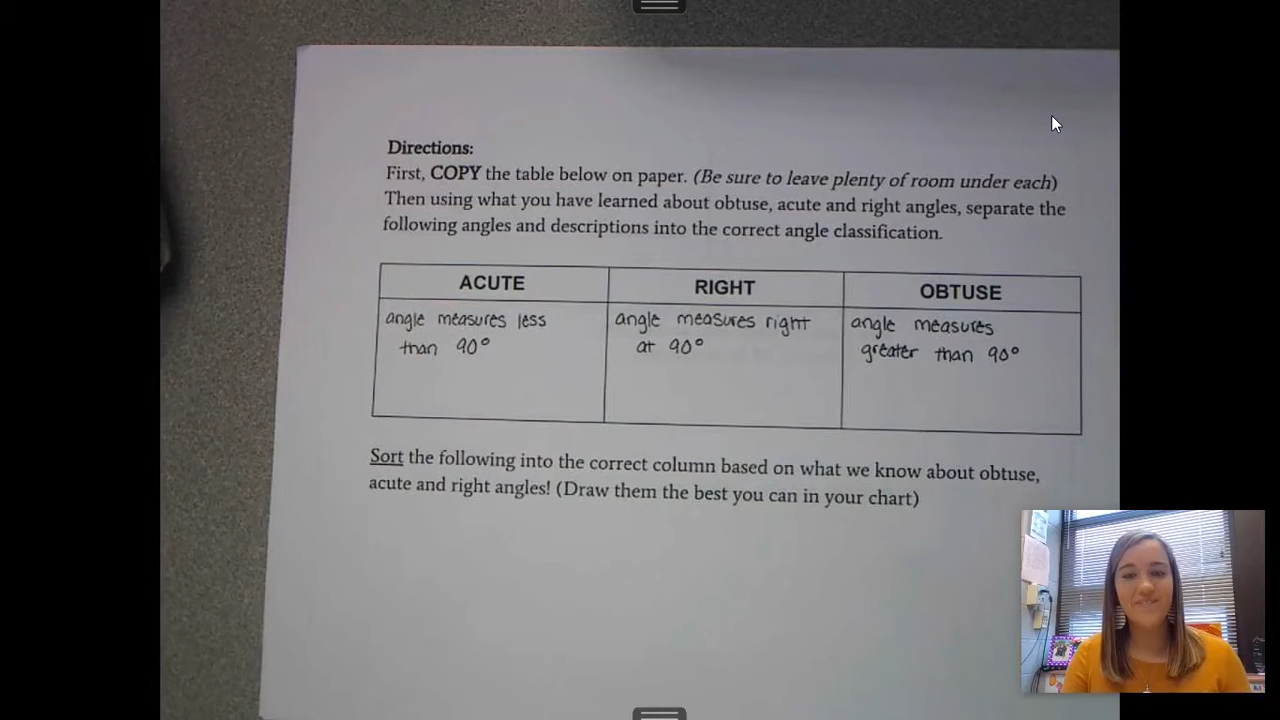 Directions:
First, COPY the table below on paper. (Be sure to leave plenty of room under each)
Then using what you have learned about obtuse, acute and right angles, separate the
following angles and descriptions into the correct angle classification.
ACUTE
RIGHT
OBTUSE
angle measures less
than 90°
angle measures right
at 90°
angle measures
greater than 90°
Sort the following into the correct column based on what we know about obtuse,
acute and right angles! (Draw them the best you can in your chart)